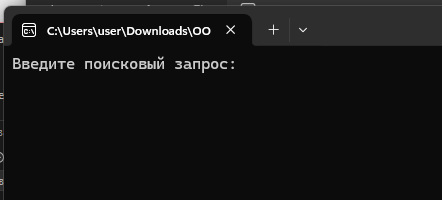 C:\Users\user\Downloads\OO
Введите поисковый запрос: